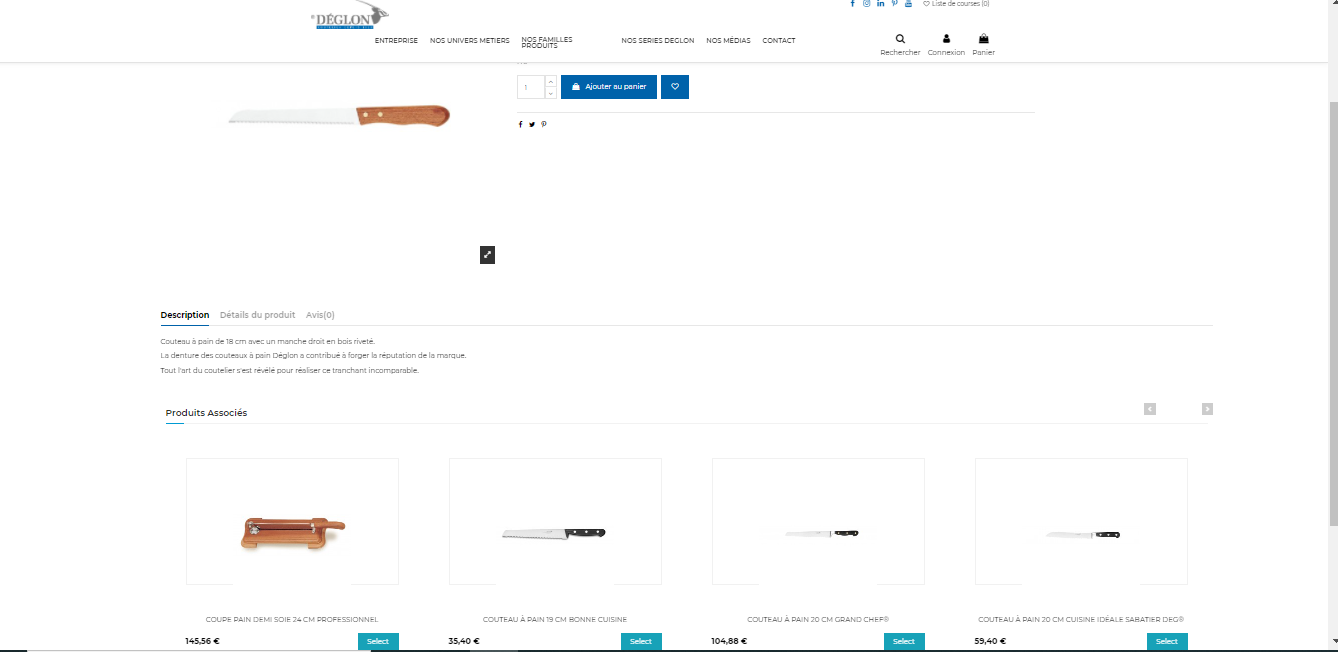 DÉGLON
Liste de courses (0)
ENTREPRISE
NOS UNIVERS METIERS
NOS FAMILLES
PRODUITS
NOS SERIES DEGLON
NOS MÉDIAS
CONTACT
Rechercher
Connexion
Panier
1
Ajouter au panier
Description
Détails du produit
Avis(0)
Couteau à pain de 18 cm avec un manche droit en bois riveté.
La denture des couteaux à pain Déglon a contribué à forger la réputation de la marque.
Tout l'art du coutelier s'est révélé pour réaliser ce tranchant incomparable.
Produits Associés
COUPE PAIN DEMI SOIE 24 CM PROFESSIONNEL
COUTEAU À PAIN 19 CM BONNE CUISINE
COUTEAU À PAIN 20 CM GRAND CHEF®
COUTEAU À PAIN 20 CM CUISINE IDÉALE SABATIER DEG®
145,56 €
Select
35,40 €
Select
104,88 €
Select
59,40 €
Select